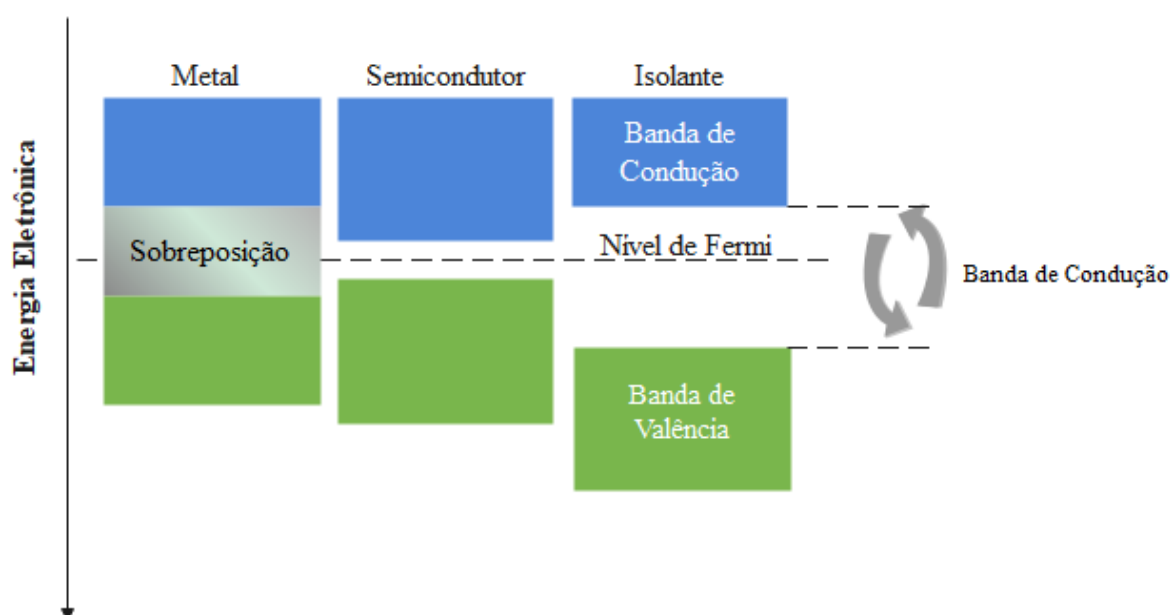 Metal
Semicondutor
Isolante
Banda de
Condução
Energia Eletrônica
Sobreposição
Nível de Fermi
Banda de Condução
Banda de
Valência